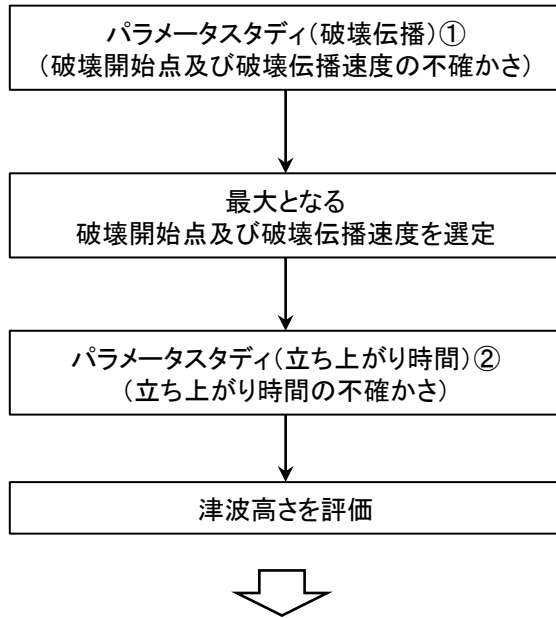 パラメータスタディ(破壊伝播)①
(破壊開始点及び破壊伝播速度の不確かさ)
最大となる
破壊開始点及び破壊伝播速度を選定
パラメータスタディ(立ち上がり時間)②
(立ち上がり時間の不確かさ)
津波高さを評価